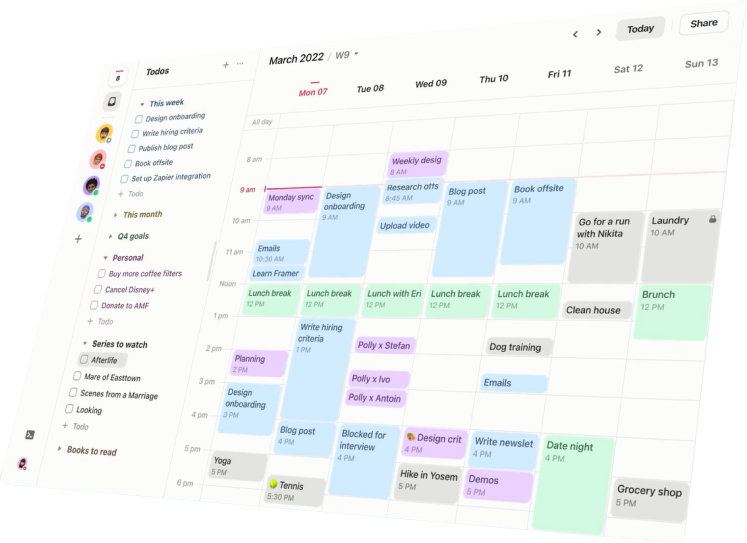 8
Todos
+ ···
This week
Design onboarding
Write hiring criteria
Publish blog post
Book offsite
Set up Zapier integration
+ Todo
This month
Q4 goals
Personal
Buy more coffee filters
Cancel Disney+
Donate to AMF
+ Todo
Series to watch
Afterlife
Mare of Easttown
Scenes from a Marriage
Looking
+ Todo
Books to read
March 2022 / W9
Today
Share
Mon 07
Tue 08
Wed 09
Thu 10
Fri 11
Sat 12
Sun 13
All day
8 am
9 am
10 am
11 am
Noon
1 pm
2 pm
3 pm
4 pm
5 pm
6 pm
Monday sync
9 AM
Emails
10:30 AM
Learn Framer
Lunch break
12 PM
Planning
2 PM
Design
onboarding
3 PM
Yoga
5 PM
Design
onboarding
9 AM
Lunch break
12 PM
Write hiring
criteria
1 PM
Blog post
4 PM
Tennis
5:30 PM
Weekly desig
8 AM
Research offs
8:45 AM
Upload video
Lunch with Eri
12 PM
Polly x Stefan
Polly x Ivo
Polly x Antoin
Blocked for
interview
4 PM
Blog post
9 AM
Lunch break
12 PM
Design crit
4 PM
Hike in Yosem
5 PM
Book offsite
9 AM
Lunch break
12 PM
Dog training
Emails
Write newslet
4 PM
Demos
5 PM
Go for a run
with Nikita
10 AM
Clean house
Date night
4 PM
Laundry
10 AM
Brunch
12 PM
Grocery shop
5 PM